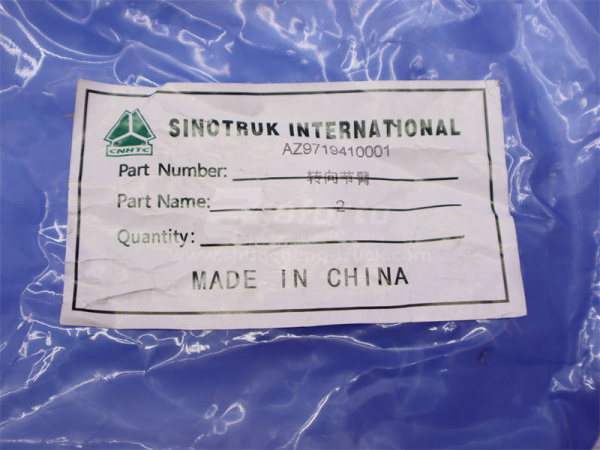 SINOTRUK INTERNATIONAL
CNHTC
AZ9719410001
Part Number:
转向节臂
Part Name:
2
Quantity:
MADE IN CHINA